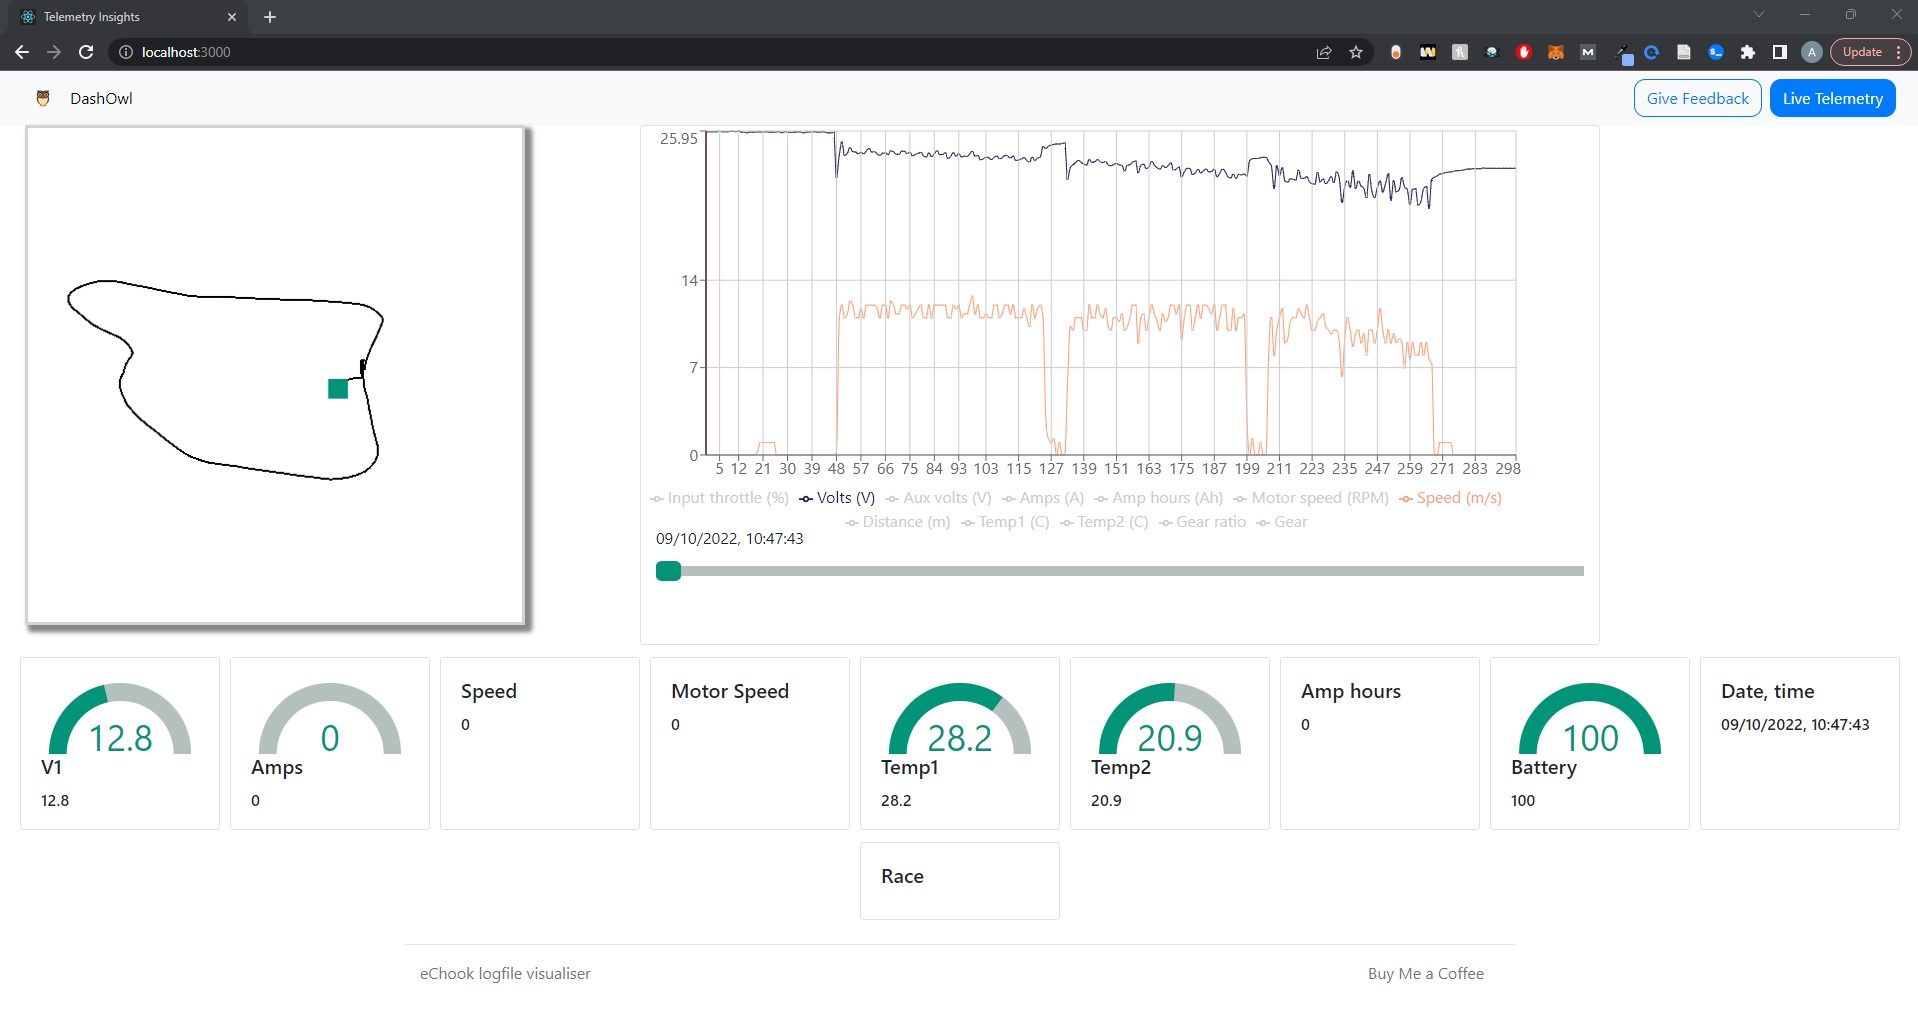 Telemetry Insights
localhost:3000
A
Update
DashOwl
Give Feedback
Live Telemetry
25.95
14
7
0
5 12 21 30 39 48 57 66 75 84 93 103 115 127 139 151 163 175 187 199 211 223 235 247 259 271 283 298
Input throttle (%) Volts (V) Aux volts (V) Amps (A) Amp hours (Ah) Motor speed (RPM) Speed (m/s)
Distance (m) Temp1 (C) Temp2 (C) Gear ratio Gear
09/10/2022, 10:47:43
12.8
V1
12.8
0
Amps
0
Speed
0
Motor Speed
0
28.2
Temp1
28.2
20.9
Temp2
20.9
Amp hours
0
100
Battery
100
Date, time
09/10/2022, 10:47:43
Race
eChook logfile visualiser
Buy Me a Coffee